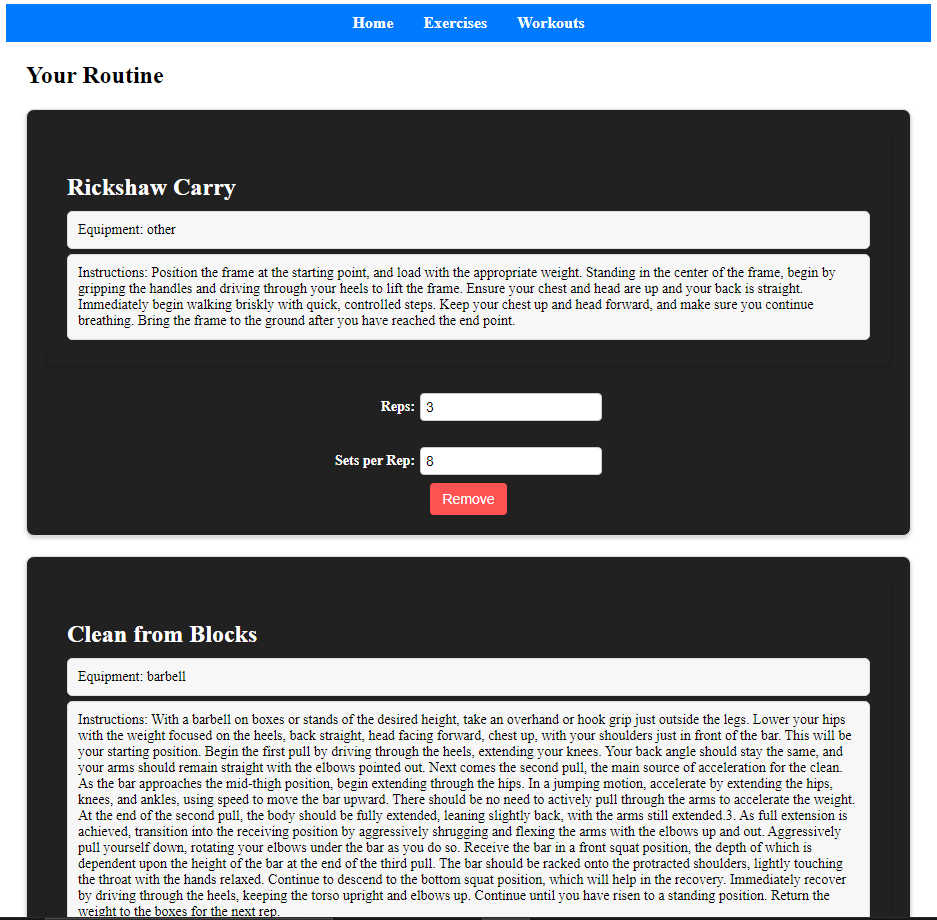 Home Exercises Workouts
Your Routine
Rickshaw Carry
Equipment: other
Instructions: Position the frame at the starting point, and load with the appropriate weight. Standing in the center of the frame, begin by
gripping the handles and driving through your heels to lift the frame. Ensure your chest and head are up and your back is straight.
Immediately begin walking briskly with quick, controlled steps. Keep your chest up and head forward, and make sure you continue
breathing. Bring the frame to the ground after you have reached the end point.
Reps: 3
Sets per Rep: 8
Remove
Clean from Blocks
Equipment: barbell
Instructions: With a barbell on boxes or stands of the desired height, take an overhand or hook grip just outside the legs. Lower your hips
with the weight focused on the heels, back straight, head facing forward, chest up, with your shoulders just in front of the bar. This will be
your starting position. Begin the first pull by driving through the heels, extending your knees. Your back angle should stay the same, and
your arms should remain straight with the elbows pointed out. Next comes the second pull, the main source of acceleration for the clean.
As the bar approaches the mid-thigh position, begin extending through the hips. In a jumping motion, accelerate by extending the hips,
knees, and ankles, using speed to move the bar upward. There should be no need to actively pull through the arms to accelerate the weight.
At the end of the second pull, the body should be fully extended, leaning slightly back, with the arms still extended.3. As full extension is
achieved, transition into the receiving position by aggressively shrugging and flexing the arms with the elbows up and out. Aggressively
pull yourself down, rotating your elbows under the bar as you do so. Receive the bar in a front squat position, the depth of which is
dependent upon the height of the bar at the end of the third pull. The bar should be racked onto the protracted shoulders, lightly touching
the throat with the hands relaxed. Continue to descend to the bottom squat position, which will help in the recovery. Immediately recover
by driving through the heels, keeping the torso upright and elbows up. Continue until you have risen to a standing position. Return the
weight to the boxes for the next rep.